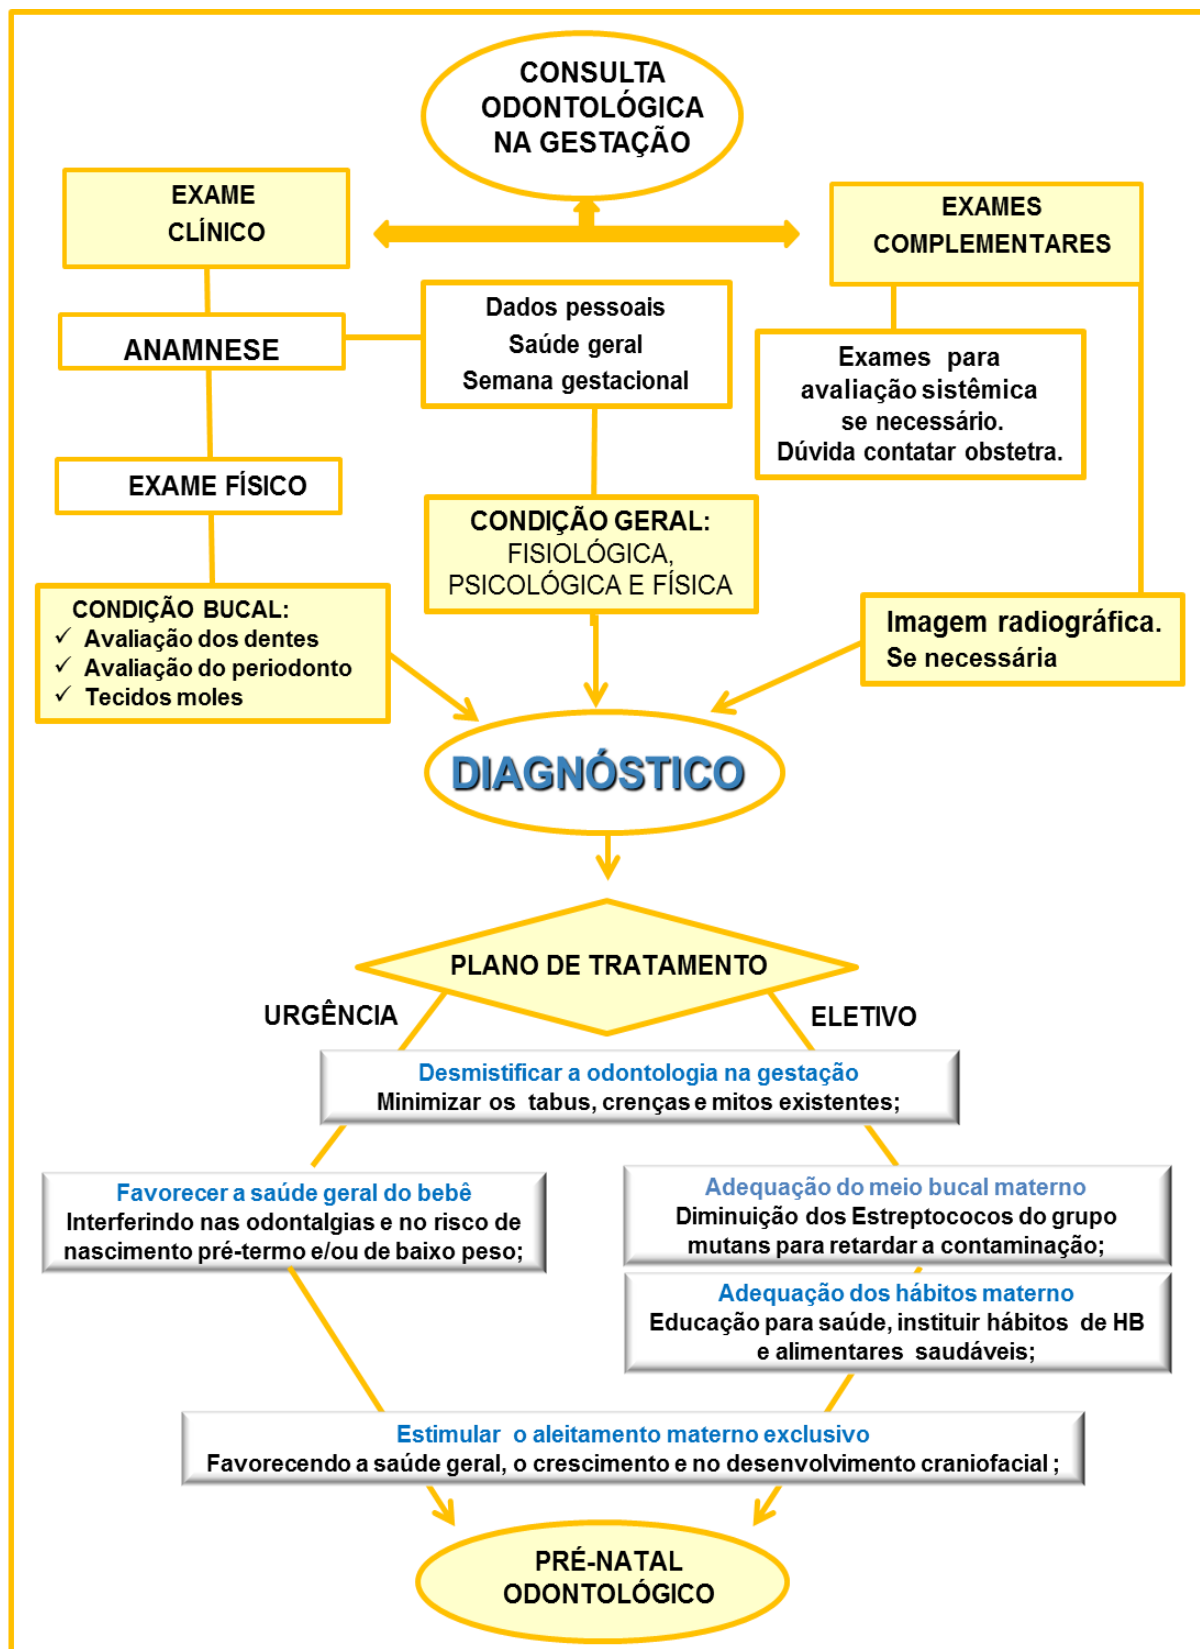 CONSULTA
ODONTOLÓGICA
NA GESTAÇÃO
EXAME
CLÍNICO
EXAMES
COMPLEMENTARES
ANAMNESE
Dados pessoais
Saúde geral
Semana gestacional
Exames para
avaliação sistêmica
se necessário.
Dúvida contatar obstetra.
EXAME FÍSICO
CONDIÇÃO GERAL:
FISIOLÓGICA,
PSICOLÓGICA E FÍSICA
CONDIÇÃO BUCAL:
✓ Avaliação dos dentes
✓ Avaliação do periodonto
✓ Tecidos moles
Imagem radiográfica.
Se necessária
DIAGNÓSTICO
PLANO DE TRATAMENTO
URGÊNCIA
ELETIVO
Desmistificar a odontologia na gestação
Minimizar os tabus, crenças e mitos existentes;
Favorecer a saúde geral do bebê
Interferindo nas odontalgias e no risco de
nascimento pré-termo e/ou de baixo peso;
Adequação do meio bucal materno
Diminuição dos Estreptococos do grupo
mutans para retardar a contaminação;
Adequação dos hábitos materno
Educação para saúde, instituir hábitos de HB
e alimentares saudáveis;
Estimular o aleitamento materno exclusivo
Favorecendo a saúde geral, o crescimento e no desenvolvimento craniofacial ;
PRÉ-NATAL
ODONTOLÓGICO